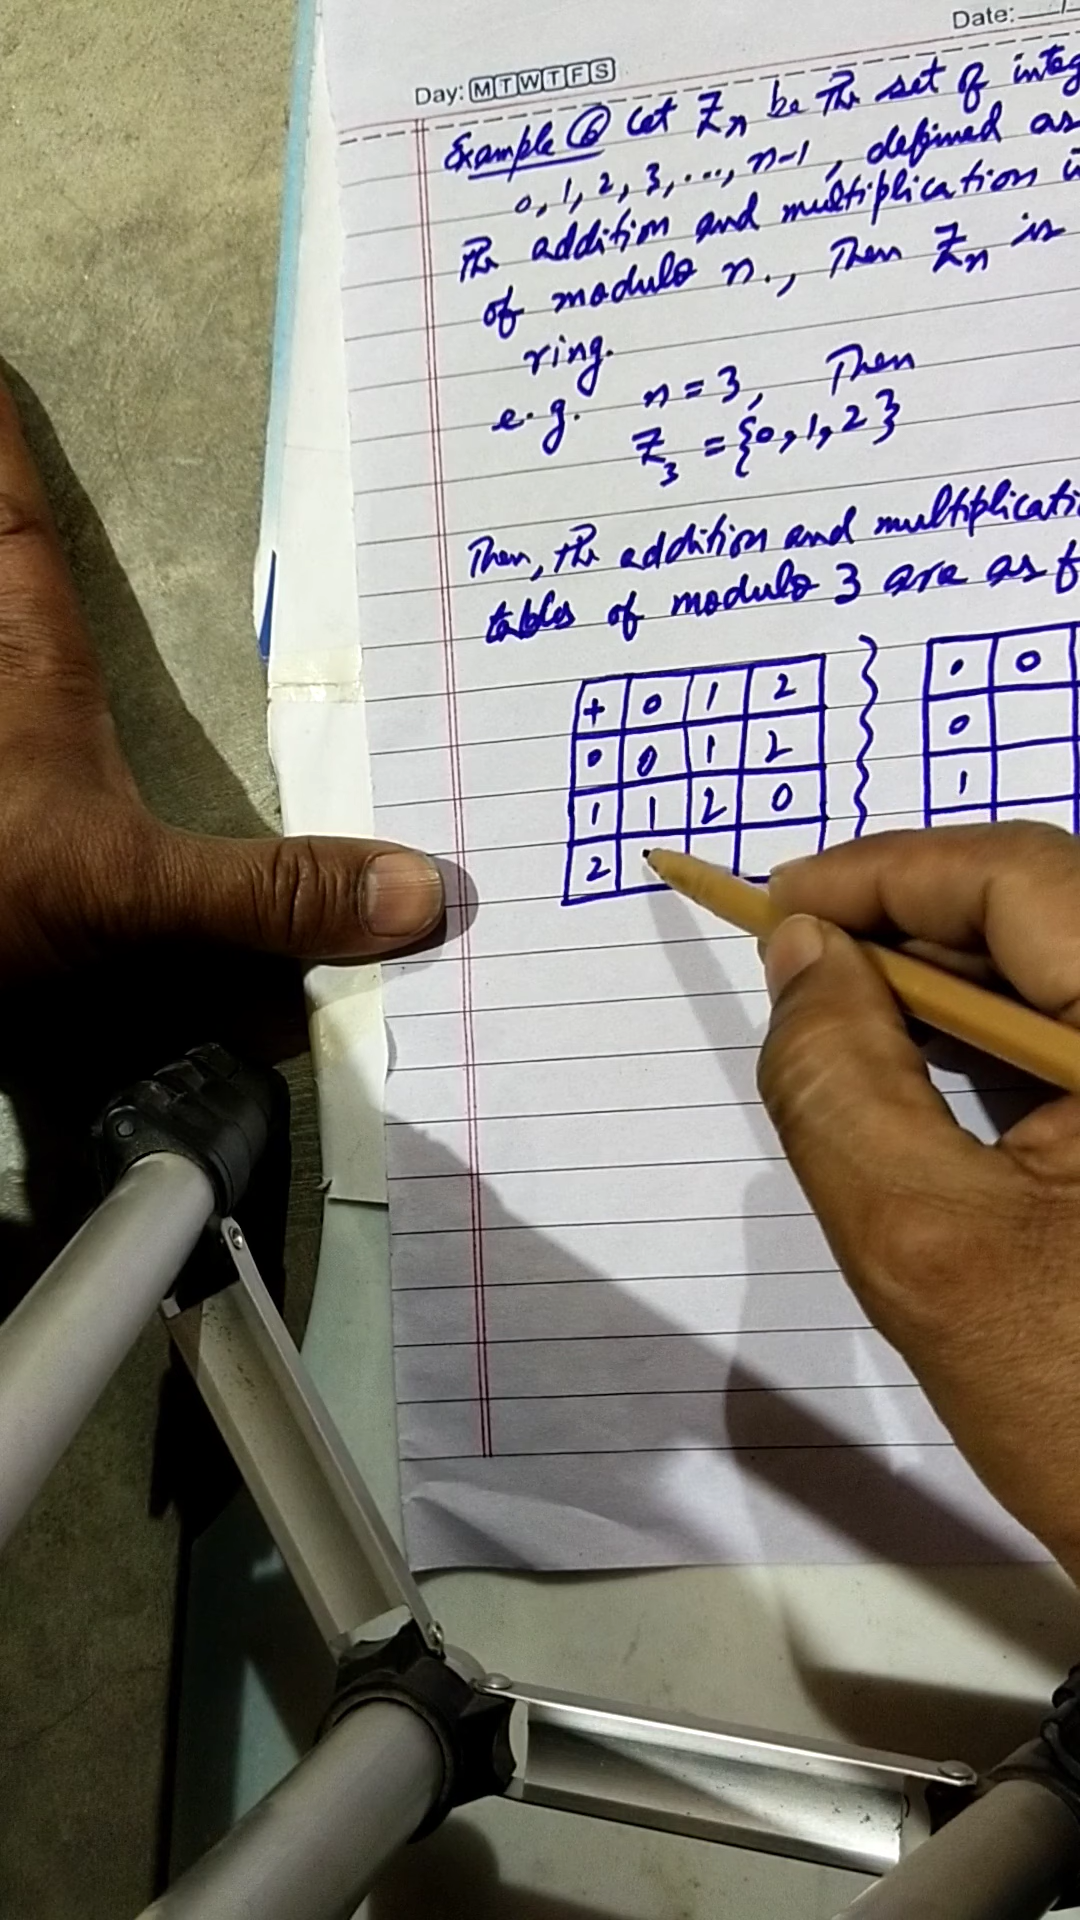 Date:
Day: M T W T F S
Example 6 Let Zn be the set of integ
0, 1, 2, 3, ..., n-1, defined as
The addition and multiplication
of modulo n., Then Zn is
ring.
e.g. n = 3, Then
Z3 = {0, 1, 2}
Then, the addition and multiplicati
tables of modulo 3 are as f
+ 0 1 2
0 0 1 2
1 1 2 0
2
• 0
0
1